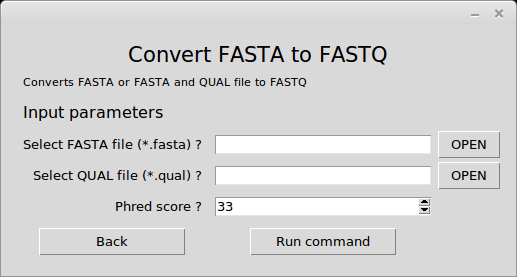 Convert FASTA to FASTQ
Converts FASTA or FASTA and QUAL file to FASTQ
Input parameters
Select FASTA file (*.fasta) ? OPEN
Select QUAL file (*.qual) ? OPEN
Phred score ? 33
Back Run command